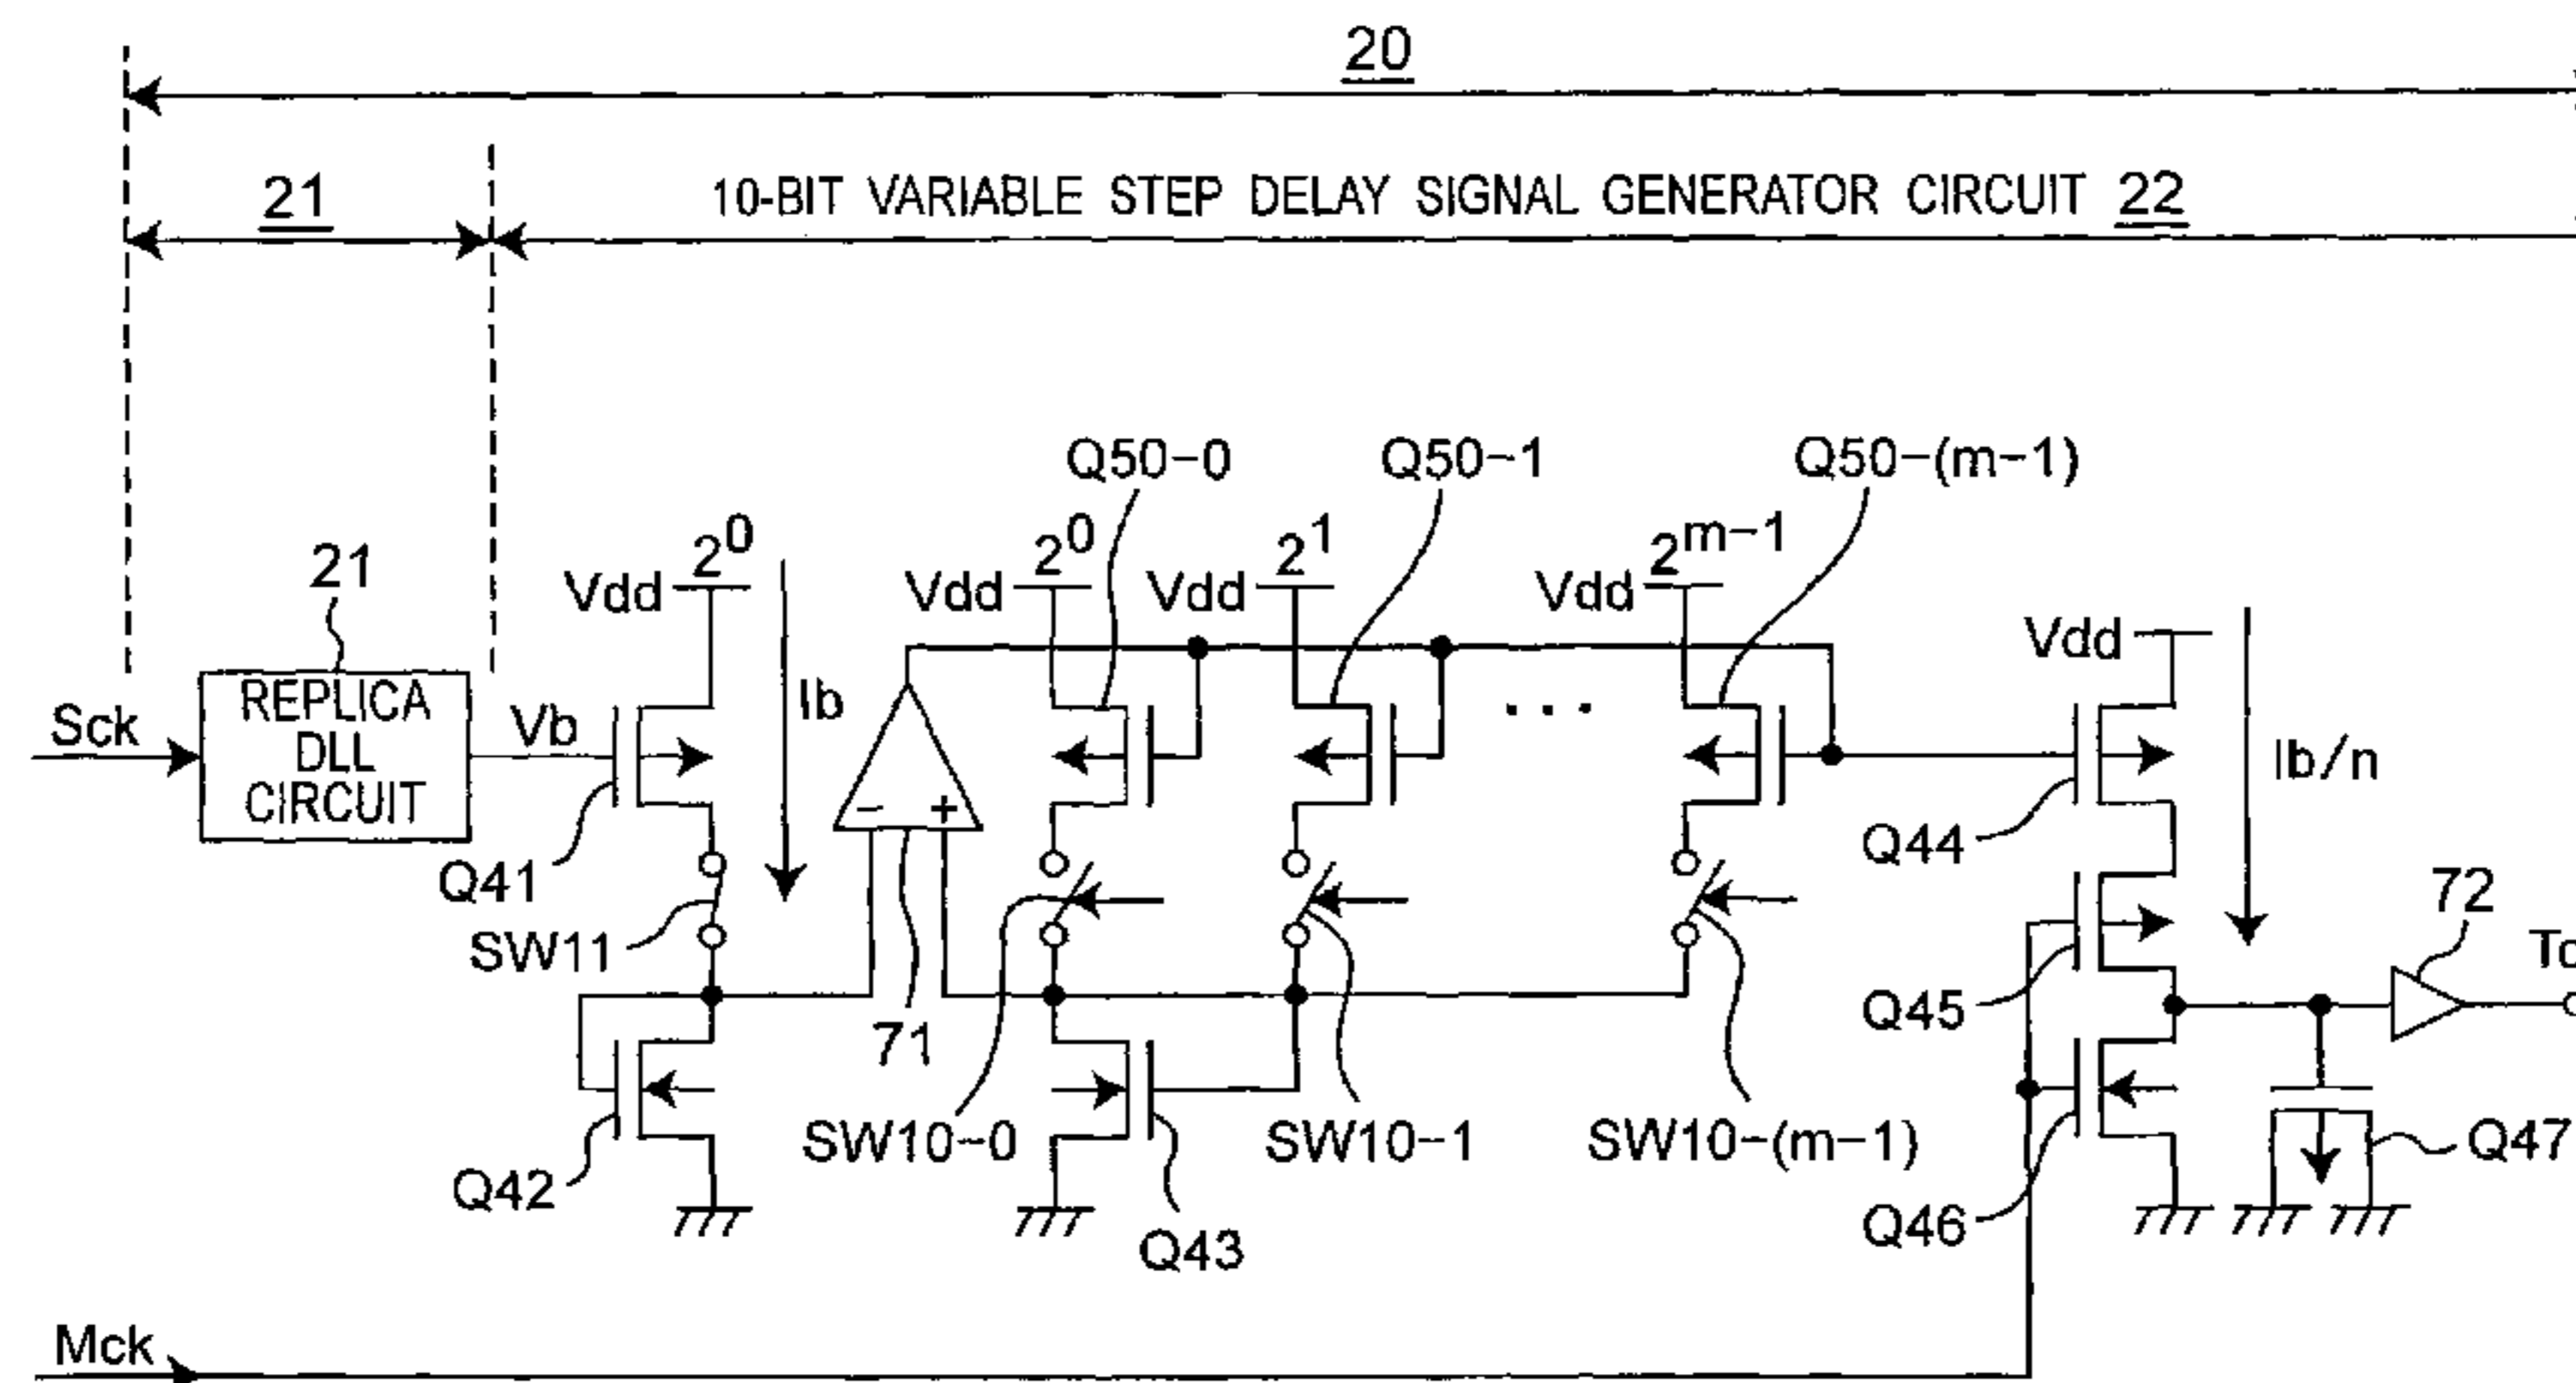 20
21
10-BIT VARIABLE STEP DELAY SIGNAL GENERATOR CIRCUIT 22
Q50-0
Q50-1
Q50-(m-1)
21
Vdd 2^0
Vdd 2^0
Vdd 2^1
Vdd 2^m-1
Vdd
Sck
REPLICA
DLL
CIRCUIT
Vb
Ib
Ib/n
Q41
- +
Q44
SW11
72
71
Q45
SW10-0
SW10-1
SW10-(m-1)
Q47
Q42
Q43
Q46
Mck